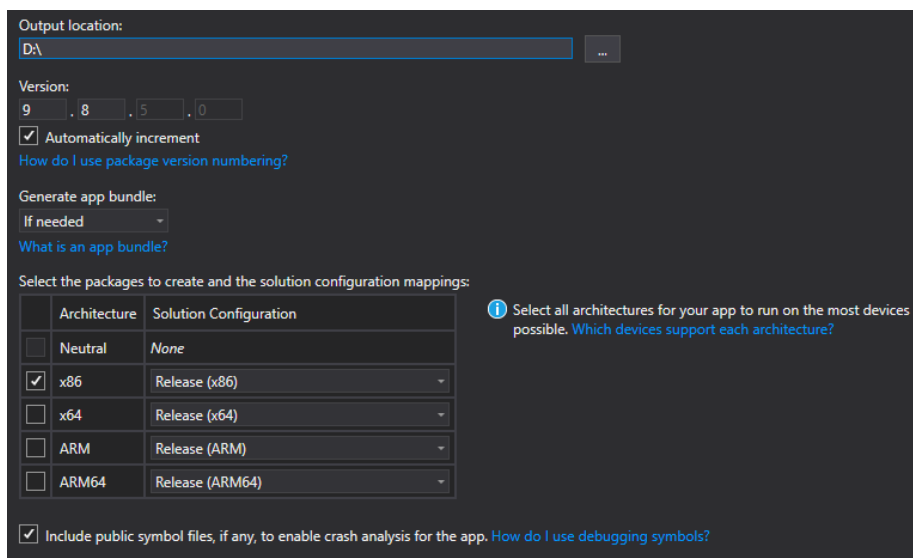 Output location:
D:\
...
Version:
9 . 8 . 5 . 0
Automatically increment
How do I use package version numbering?
Generate app bundle:
If needed
What is an app bundle?
Select the packages to create and the solution configuration mappings:
Architecture Solution Configuration
Neutral None
x86 Release (x86)
x64 Release (x64)
ARM Release (ARM)
ARM64 Release (ARM64)
Select all architectures for your app to run on the most devices
possible. Which devices support each architecture?
Include public symbol files, if any, to enable crash analysis for the app. How do I use debugging symbols?